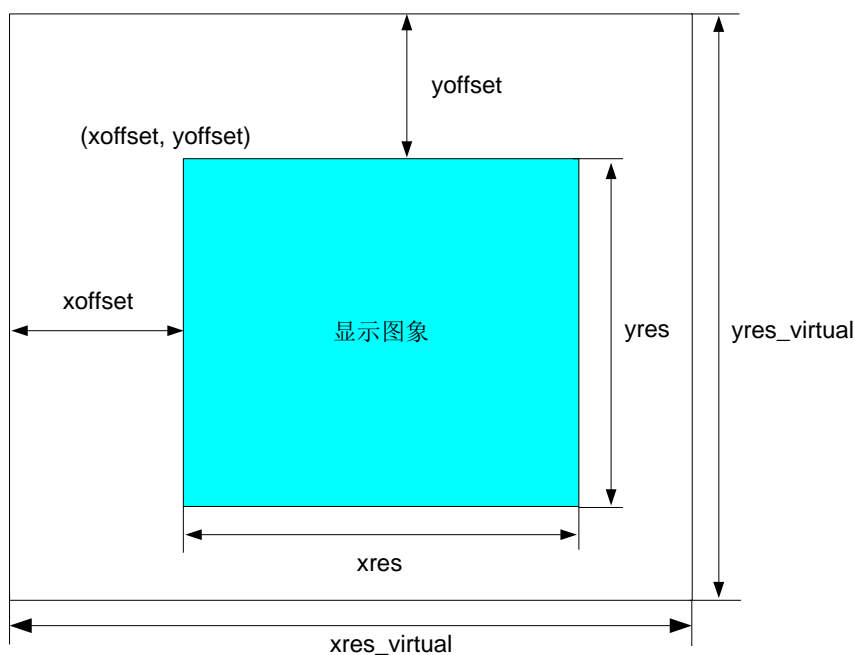 yoffset
(xoffset, yoffset)
xoffset
显示图象
yres
yres_virtual
xres
xres_virtual